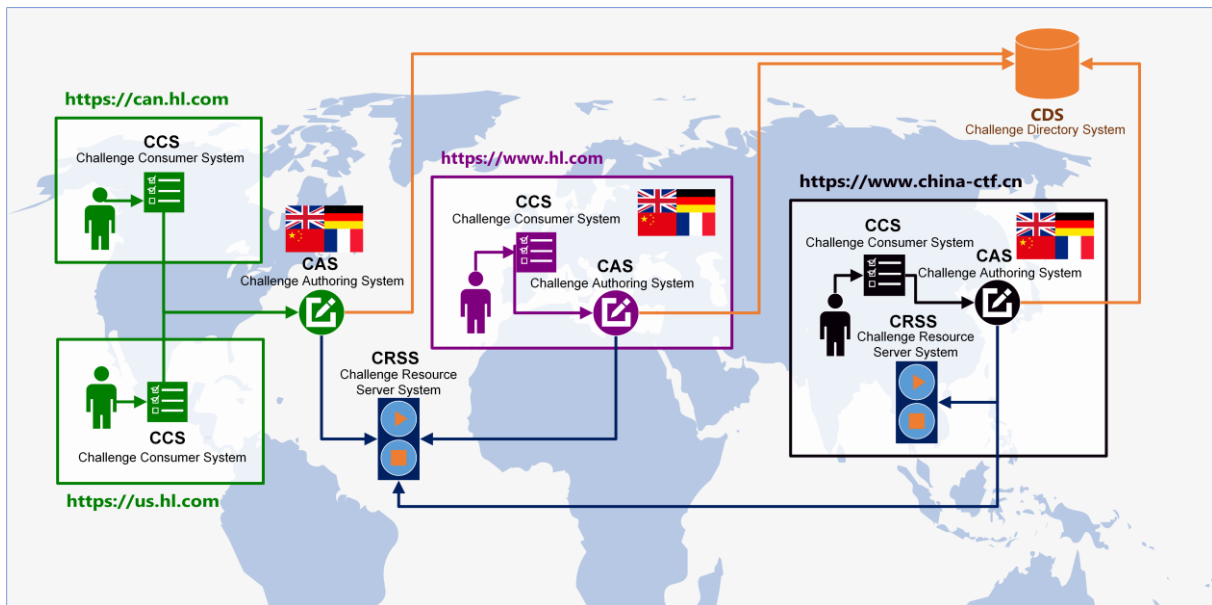 https://can.hl.com
CCS
Challenge Consumer System
CAS
Challenge Authoring System
CCS
Challenge Consumer System
https://us.hl.com
CRSS
Challenge Resource
Server System
https://www.hl.com
CCS
Challenge Consumer System
CAS
Challenge Authoring System
CDS
Challenge Directory System
https://www.china-ctf.cn
CCS
Challenge Consumer System
CAS
Challenge Authoring System
CRSS
Challenge Resource
Server System